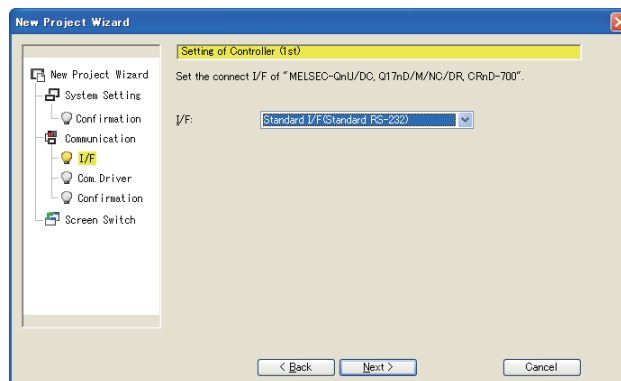 New Project Wizard
New Project Wizard
System Setting
Confirmation
Communication
I/F
Com. Driver
Confirmation
Screen Switch
Setting of Controller (1st)
Set the connect I/F of "MELSEC-QnU/DC, Q17nD/M/NC/DR, CRnD-700".
I/F:
Standard I/F(Standard RS-232)
< Back
Next >
Cancel